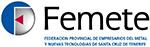 Femete
FEDERACIÓN PROVINCIAL DE EMPRESARIOS DEL METAL
Y NUEVAS TECNOLOGÍAS DE SANTA CRUZ DE TENERIFE